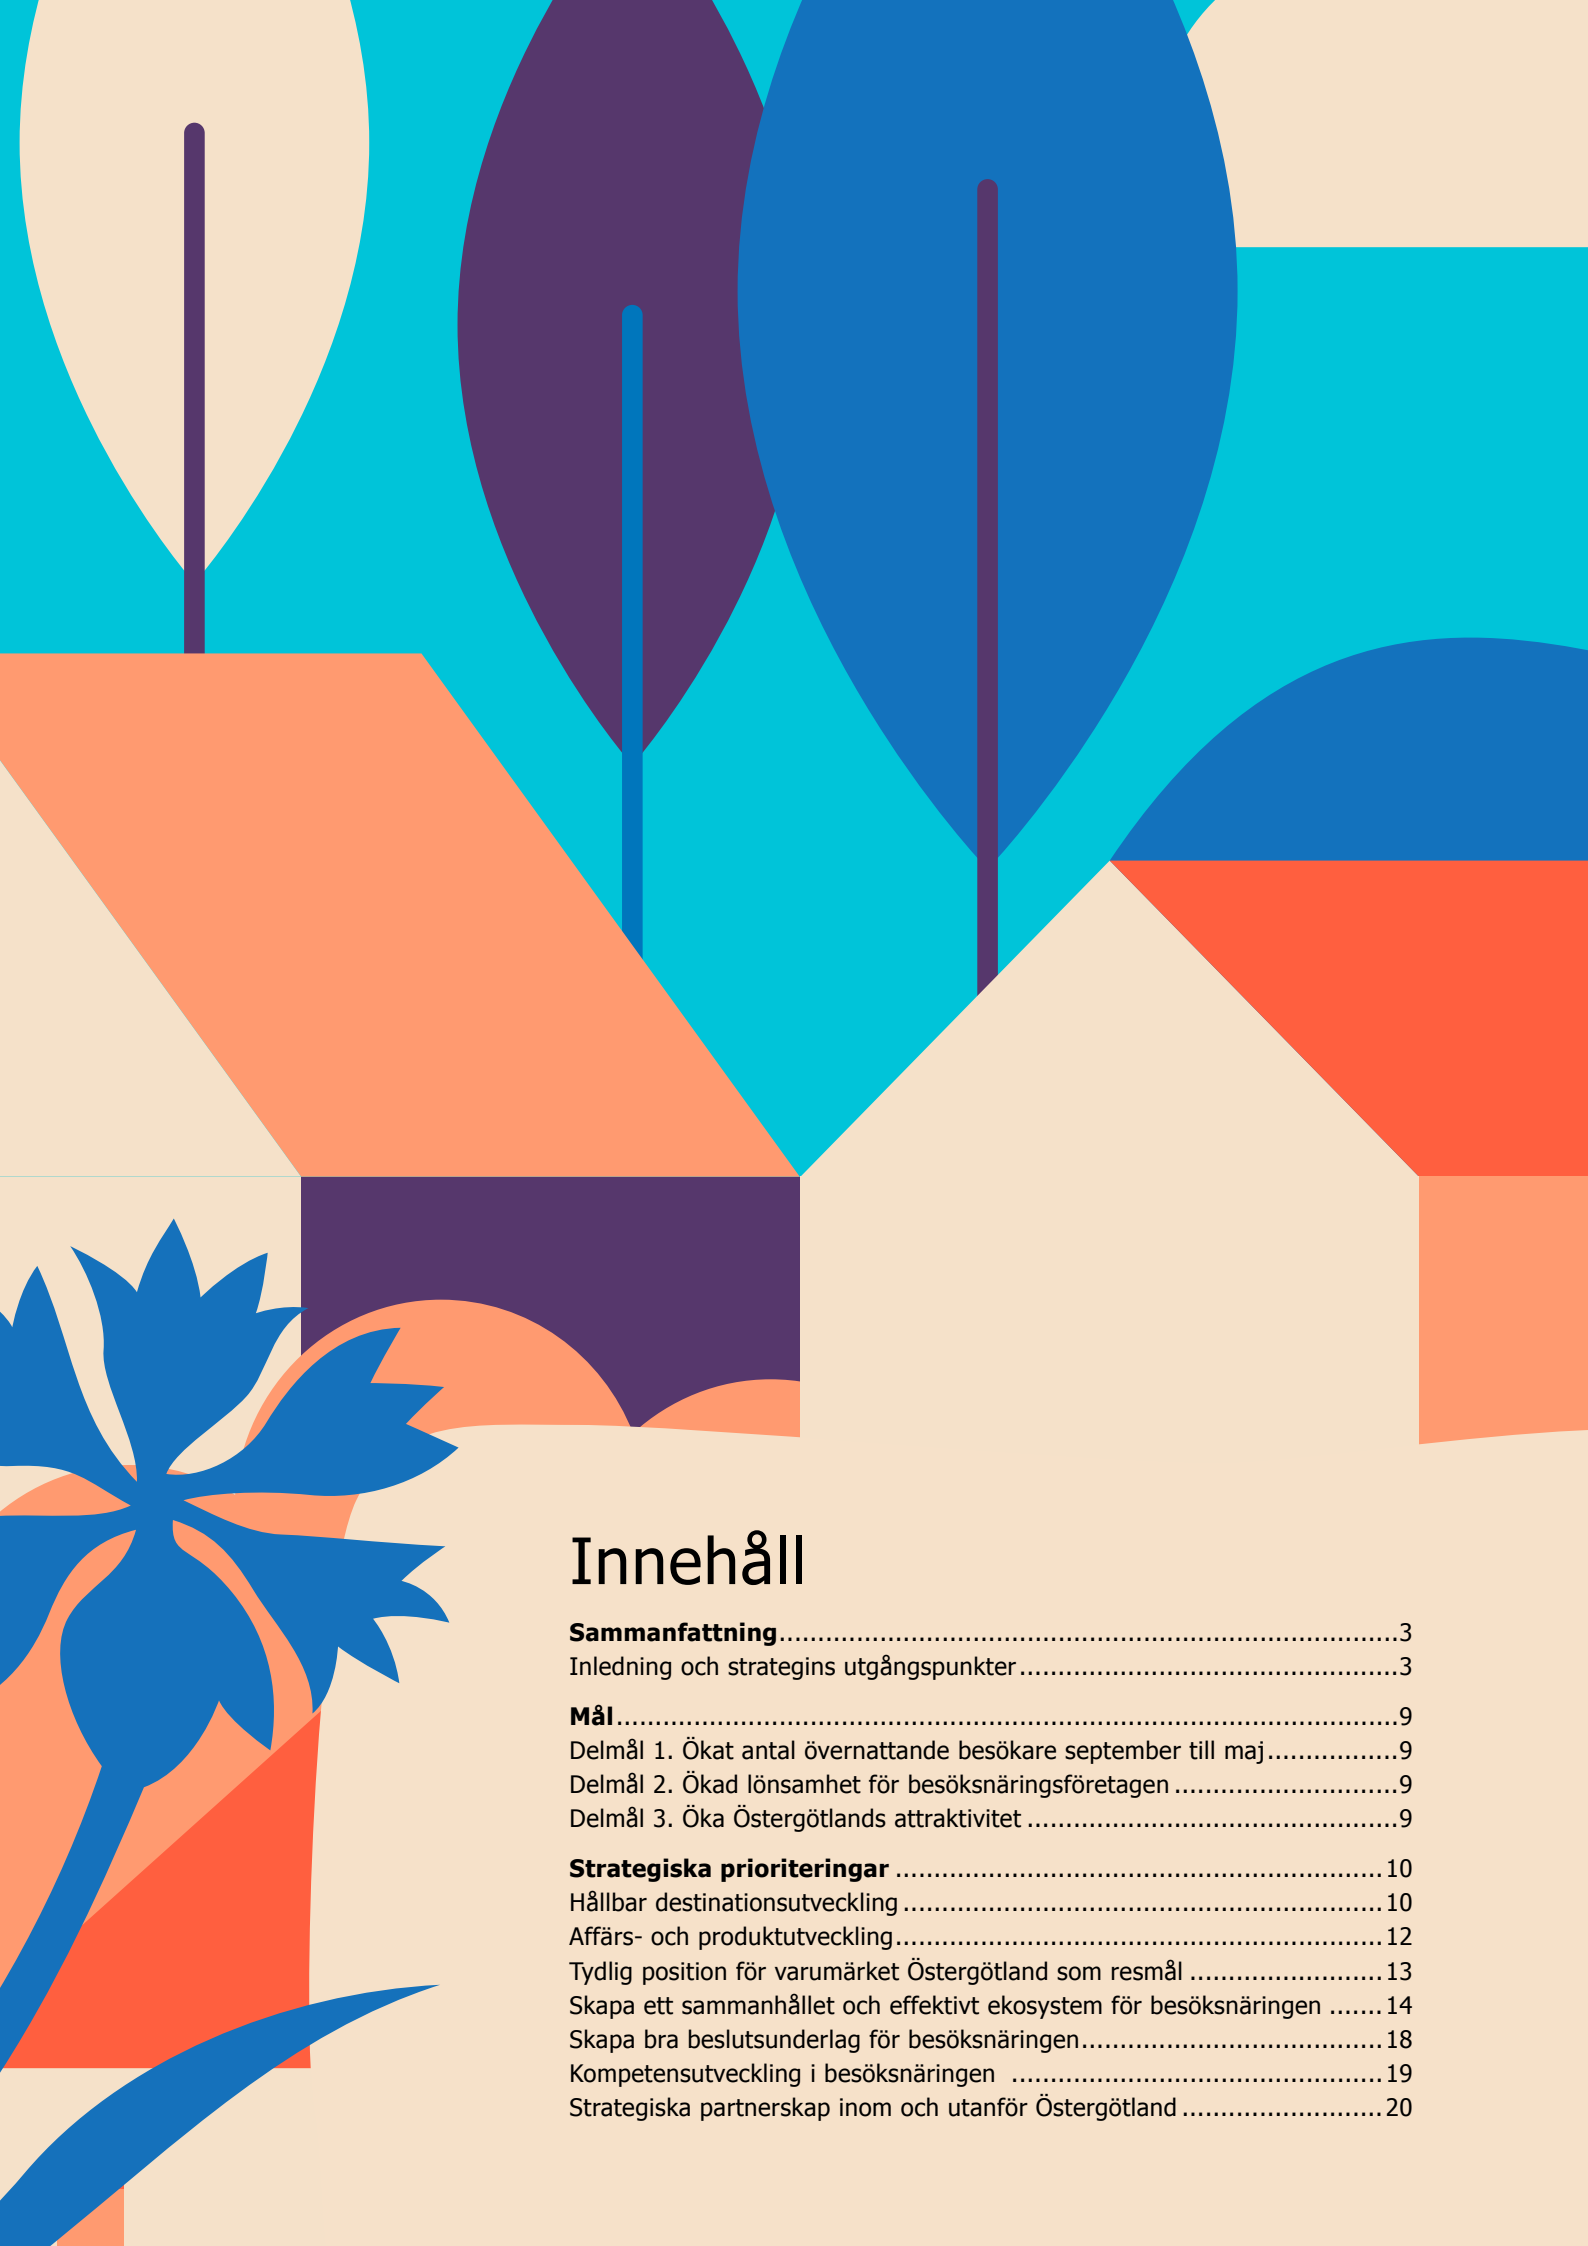 Innehåll
Sammanfattning................................................................................3
Inledning och strategins utgångspunkter.................................................3
Mål.....................................................................................................9
Delmål 1. Ökat antal övernattande besökare september till maj.................9
Delmål 2. Ökad lönsamhet för besöksnäringsföretagen.............................9
Delmål 3. Öka Östergötlands attraktivitet................................................9
Strategiska prioriteringar...............................................................10
Hållbar destinationsutveckling..............................................................10
Affärs- och produktutveckling...............................................................12
Tydlig position för varumärket Östergötland som resmål.........................13
Skapa ett sammanhållet och effektivt ekosystem för besöksnäringen.......14
Skapa bra beslutsunderlag för besöksnäringen.......................................18
Kompetensutveckling i besöksnäringen................................................19
Strategiska partnerskap inom och utanför Östergötland..........................20